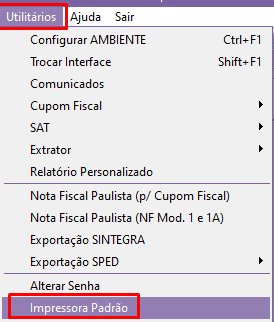 Utilitários Ajuda Sair
Configurar AMBIENTE Ctrl+F1
Trocar Interface Shift+F1
Comunicados
Cupom Fiscal
SAT
Extrator
Relatório Personalizado
Nota Fiscal Paulista (p/ Cupom Fiscal)
Nota Fiscal Paulista (NF Mod. 1 e 1A)
Exportação SINTEGRA
Exportação SPED
Alterar Senha
Impressora Padrão